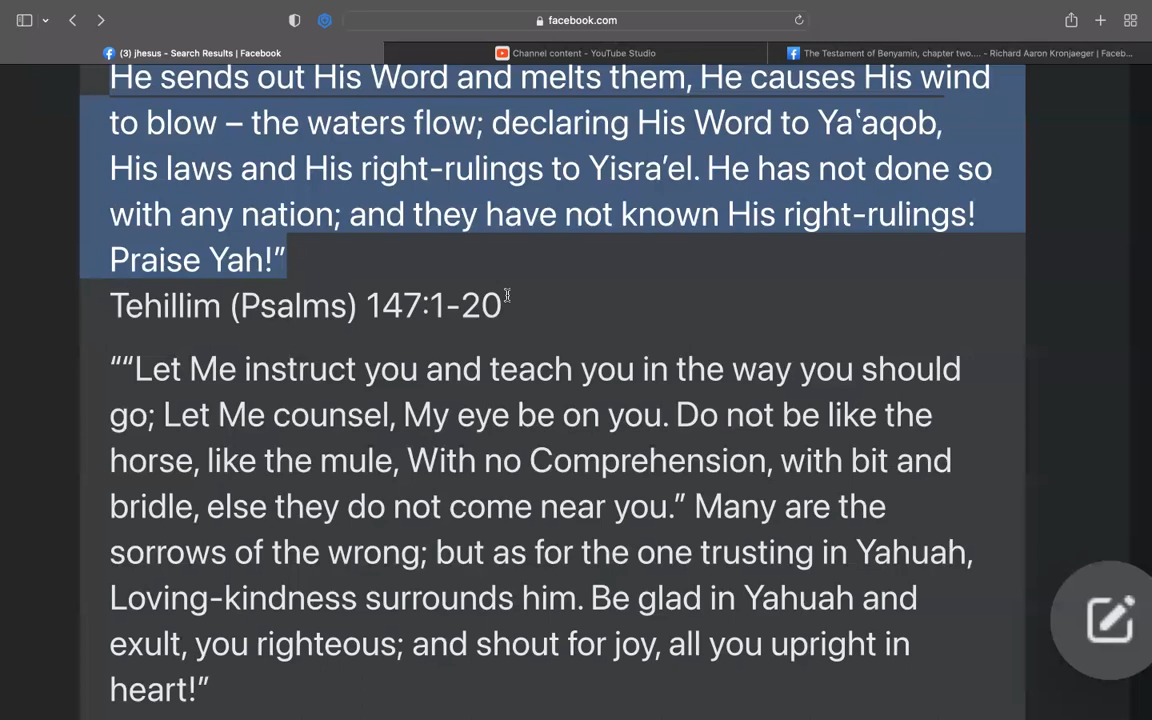 facebook.com
(3) jhesus - Search Results | Facebook
Channel content - YouTube Studio
The Testament of Benyamin, chapter two.... - Richard Aaron Kronjaeger | Faceb...
He sends out His Word and melts them, He causes His wind
to blow – the waters flow; declaring His Word to Yaʽaqob,
His laws and His right-rulings to Yisra’el. He has not done so
with any nation; and they have not known His right-rulings!
Praise Yah!”
Tehillim (Psalms) 147:1-20
““Let Me instruct you and teach you in the way you should
go; Let Me counsel, My eye be on you. Do not be like the
horse, like the mule, With no Comprehension, with bit and
bridle, else they do not come near you.” Many are the
sorrows of the wrong; but as for the one trusting in Yahuah,
Loving-kindness surrounds him. Be glad in Yahuah and
exult, you righteous; and shout for joy, all you upright in
heart!”